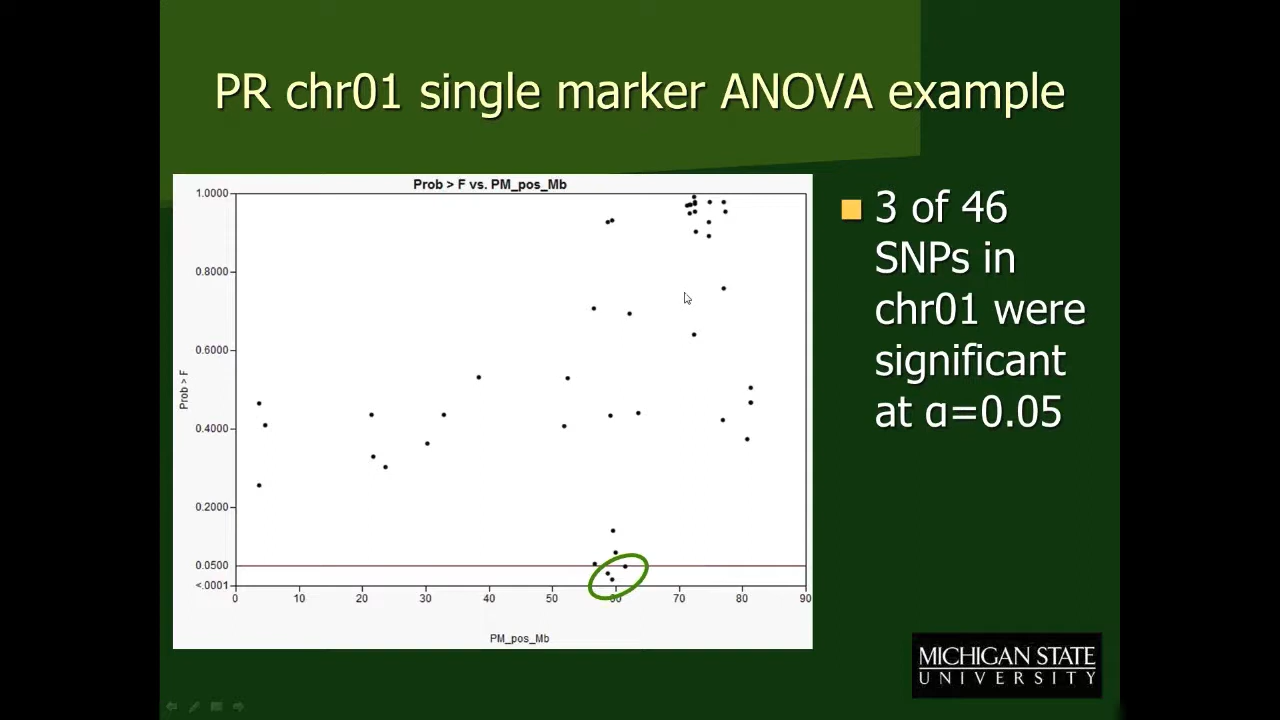 PR chr01 single marker ANOVA example
Prob > F vs. PM_pos_Mb
1.0000
0.8000
0.6000
Prob > F
0.4000
0.2000
0.0500
<.0001
0 10 20 30 40 50 60 70 80 90
PM_pos_Mb
3 of 46
SNPs in
chr01 were
significant
at α=0.05
MICHIGAN STATE
UNIVERSITY